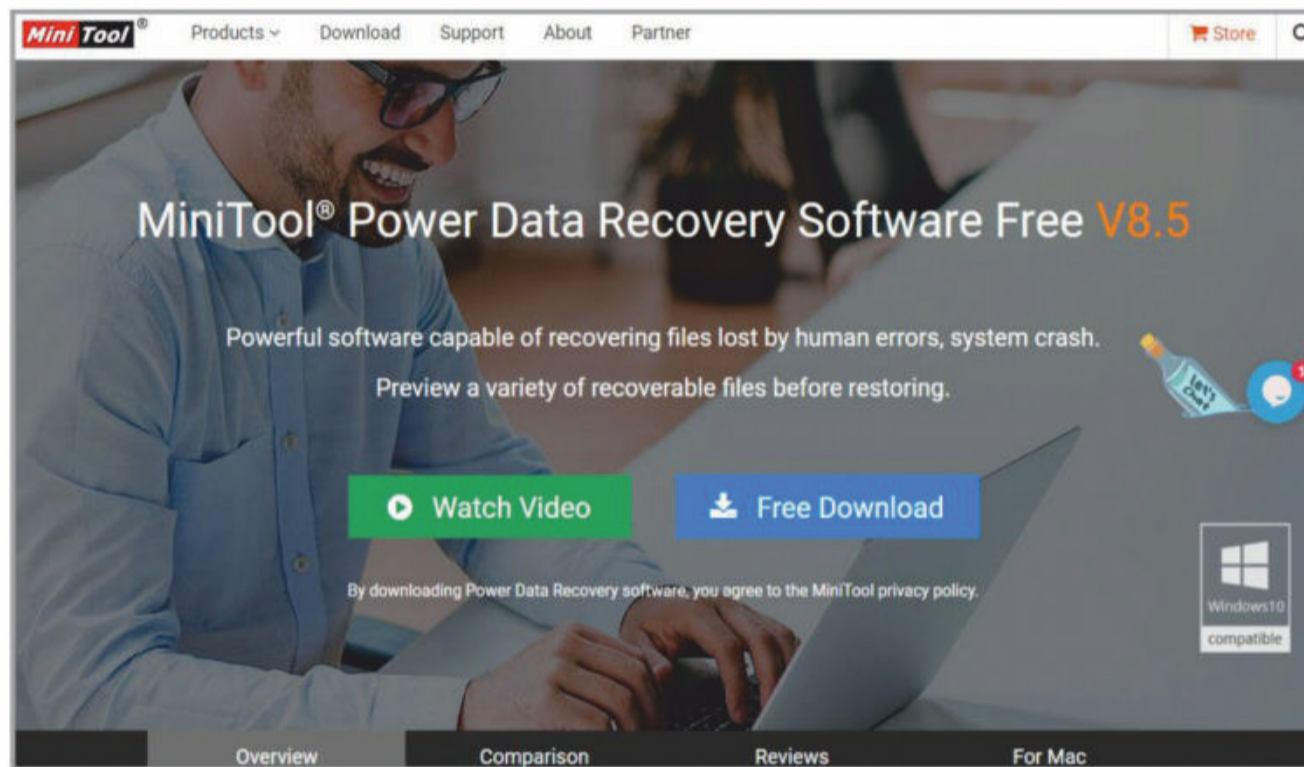 Mini Tool®
Products Download Support About Partner
Store
MiniTool® Power Data Recovery Software Free V8.5
Powerful software capable of recovering files lost by human errors, system crash.
Preview a variety of recoverable files before restoring.
Let's
Chat
1
Watch Video
Free Download
By downloading Power Data Recovery software, you agree to the MiniTool privacy policy.
Windows10
compatible
Overview Comparison Reviews For Mac